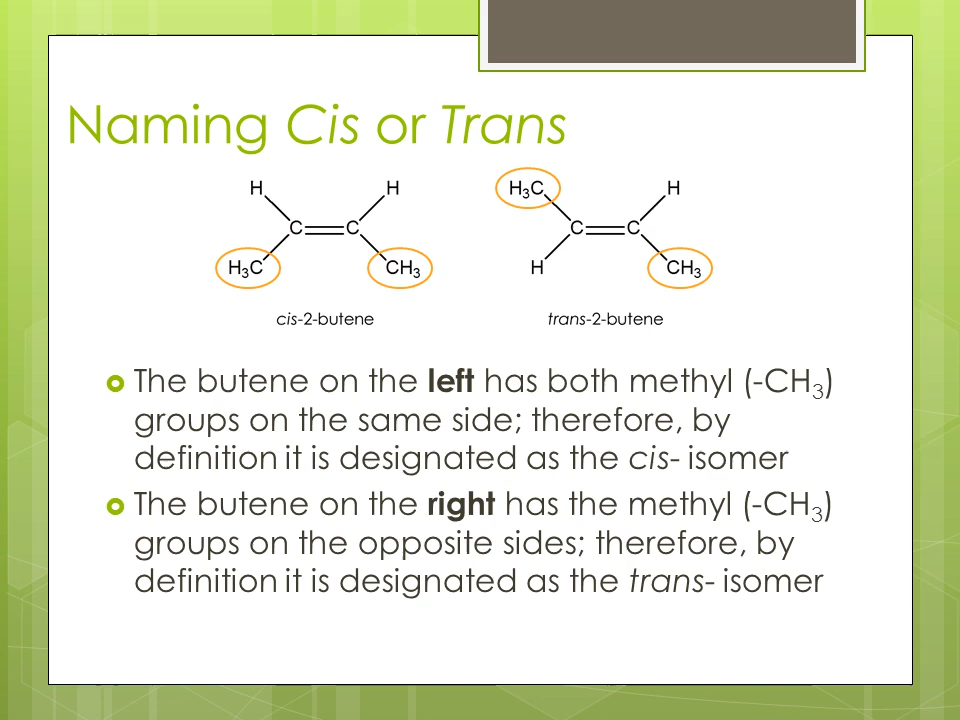 Naming Cis or Trans
H H H₃C H
C C C C
H₃C CH₃ H CH₃
cis-2-butene trans-2-butene
The butene on the left has both methyl (-CH₃)
groups on the same side; therefore, by
definition it is designated as the cis- isomer
The butene on the right has the methyl (-CH₃)
groups on the opposite sides; therefore, by
definition it is designated as the trans- isomer